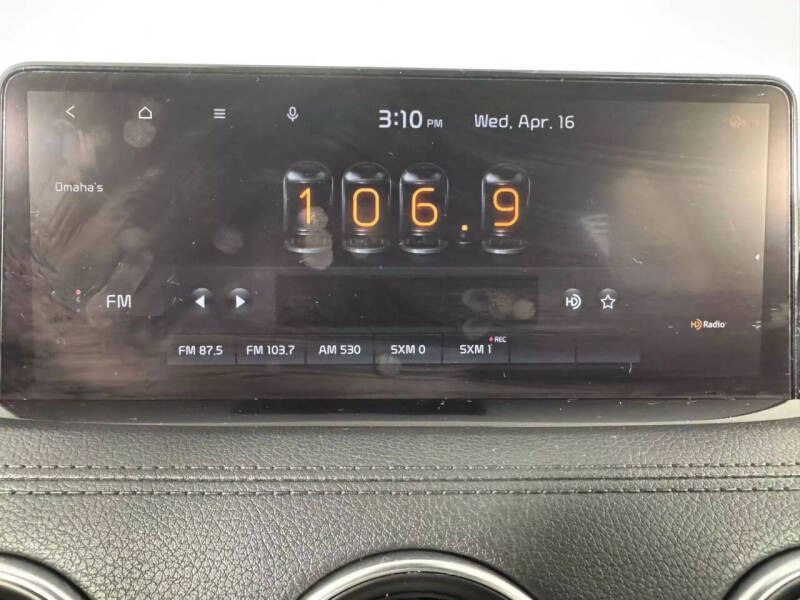 3:10 PM Wed, Apr. 16
Omaha's
106.9
FM
HD
HD Radio
FM 87.5 FM 103.7 AM 530 SXM 0 SXM 1 REC